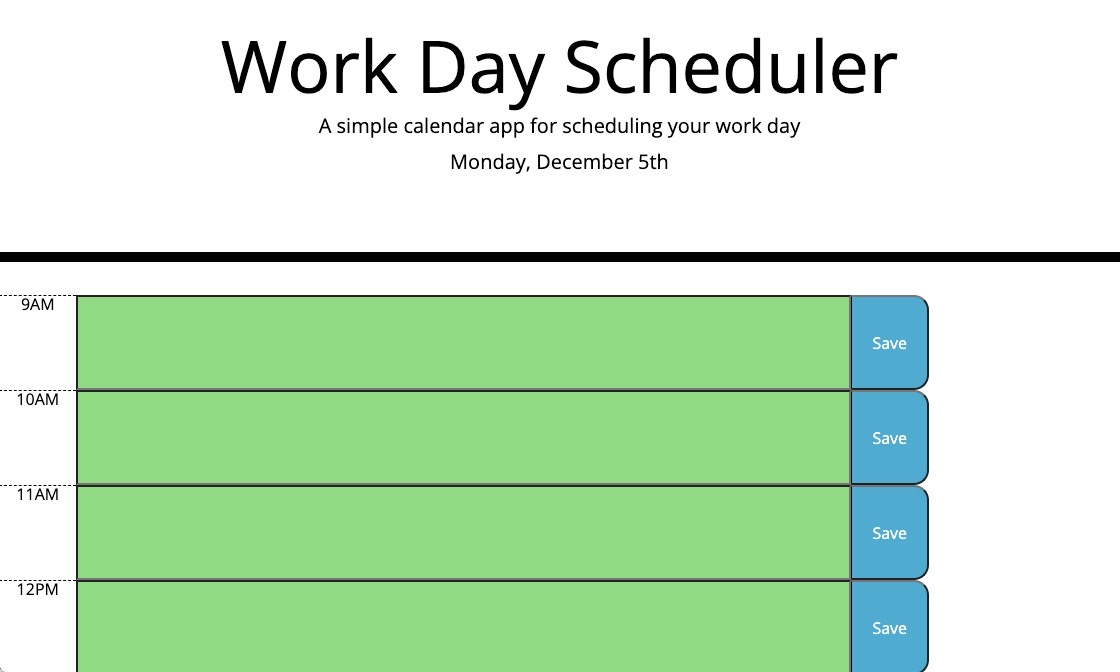 Work Day Scheduler
A simple calendar app for scheduling your work day
Monday, December 5th
9AM
Save
10AM
Save
11AM
Save
12PM
Save